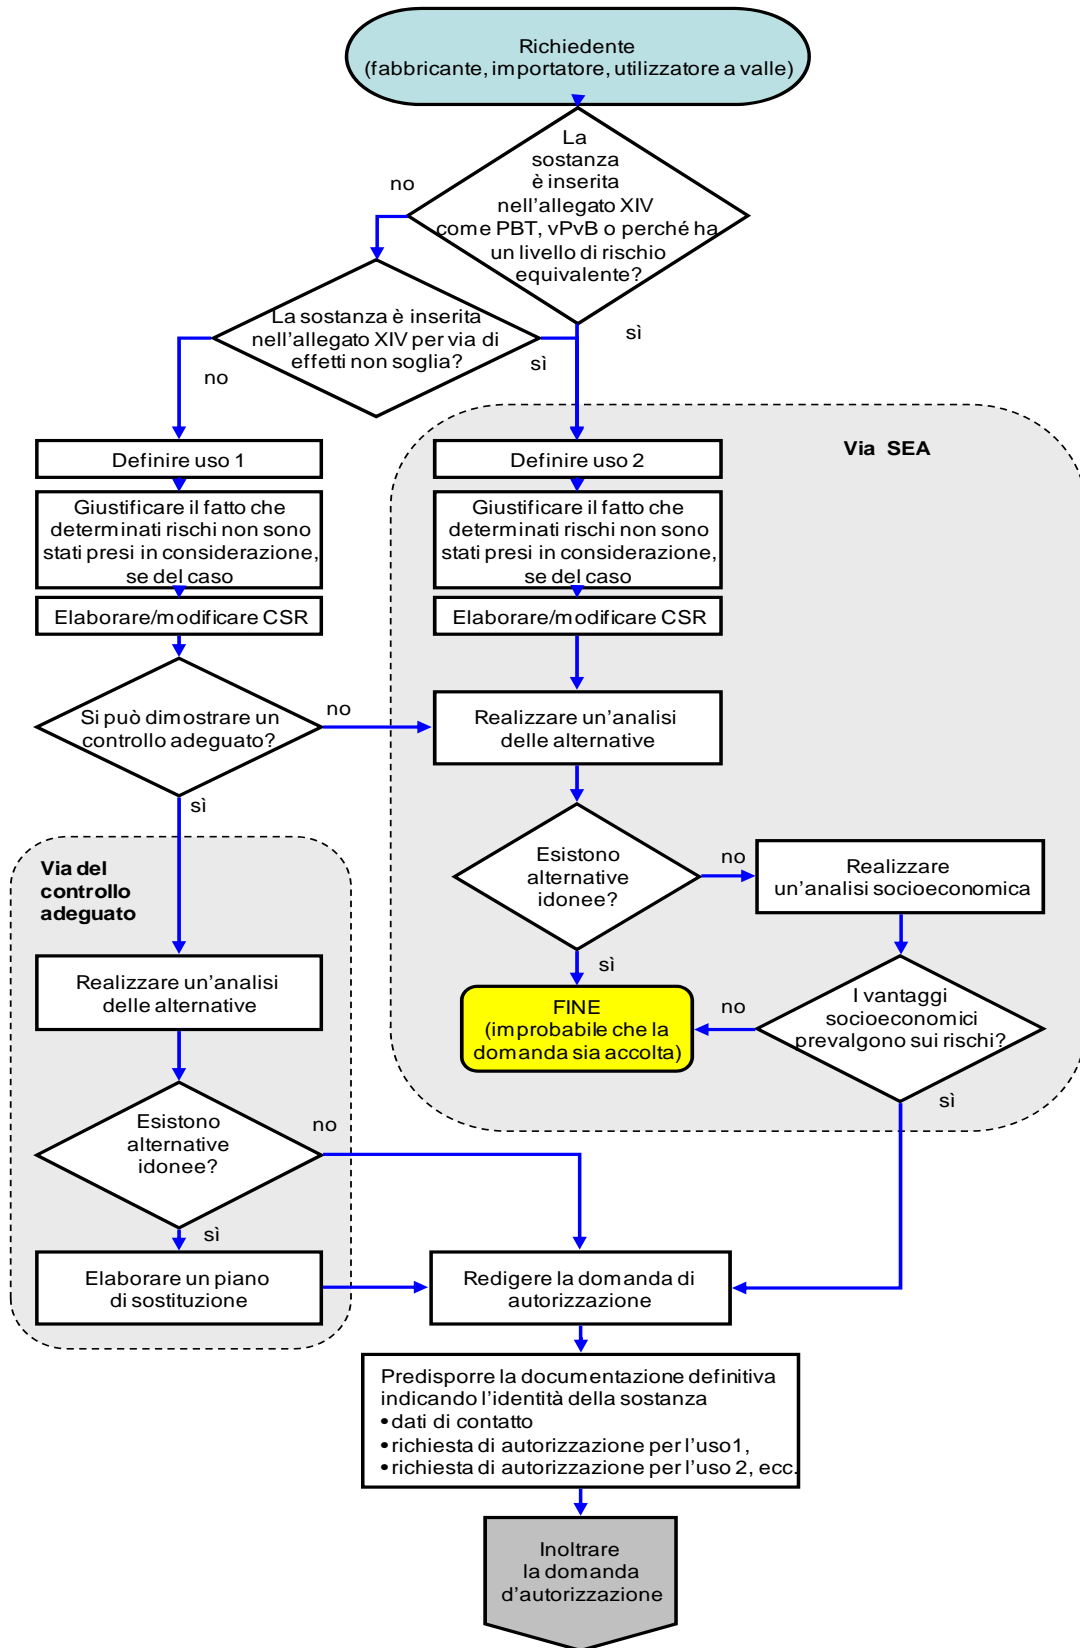 Richiedente
(fabbricante, importatore, utilizzatore a valle)
La
sostanza
è inserita
nell'allegato XIV
come PBT, vPvB o perché ha
un livello di rischio
equivalente?
no
sì
La sostanza è inserita
nell'allegato XIV per via di
effetti non soglia?
no
sì
Via SEA
Definire uso 1
Definire uso 2
Giustificare il fatto che
determinati rischi non sono
stati presi in considerazione,
se del caso
Giustificare il fatto che
determinati rischi non sono
stati presi in considerazione,
se del caso
Elaborare/modificare CSR
Elaborare/modificare CSR
Si può dimostrare un
controllo adeguato?
no
sì
Realizzare un'analisi
delle alternative
Esistono
alternative
idonee?
no
sì
Realizzare
un'analisi socioeconomica
Via del
controllo
adeguato
Realizzare un'analisi
delle alternative
FINE
(improbabile che la
domanda sia accolta)
no
I vantaggi
socioeconomici
prevalgono sui rischi?
sì
Esistono
alternative
idonee?
no
sì
Elaborare un piano
di sostituzione
Redigere la domanda di
autorizzazione
Predisporre la documentazione definitiva
indicando l'identità della sostanza
•dati di contatto
•richiesta di autorizzazione per l'uso1,
•richiesta di autorizzazione per l'uso 2, ecc.
Inoltrare
la domanda
d'autorizzazione